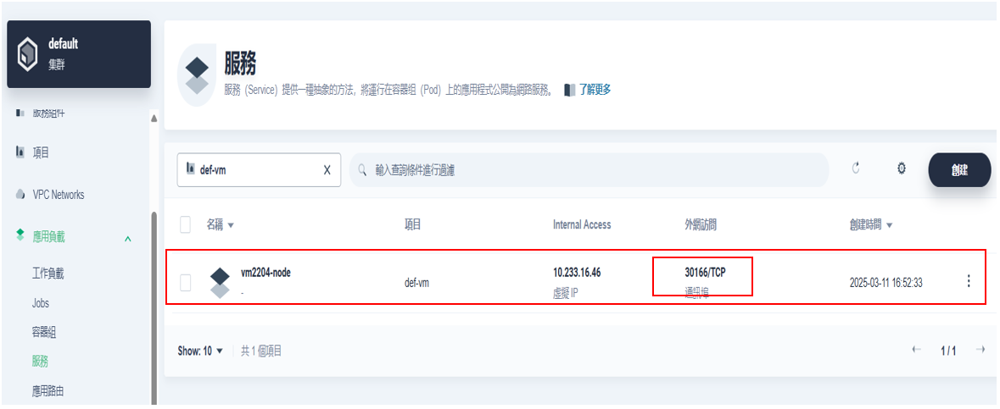 default
集群
服務組件
項目
VPC Networks
應用負載
工作負載
Jobs
容器組
服務
應用路由
服務
服務（Service）提供一種抽象的方法，將運行在容器組（Pod）上的應用程式公開為網路服務。 了解更多
def-vm X 輸入查詢條件進行過濾 創建
名稱 項目 Internal Access 外網訪問 創建時間
vm2204-node def-vm 10.233.16.46 30166/TCP 2025-03-11 16:52:33
- 虛擬 IP 通訊埠
Show: 10 共 1 個項目 1 / 1